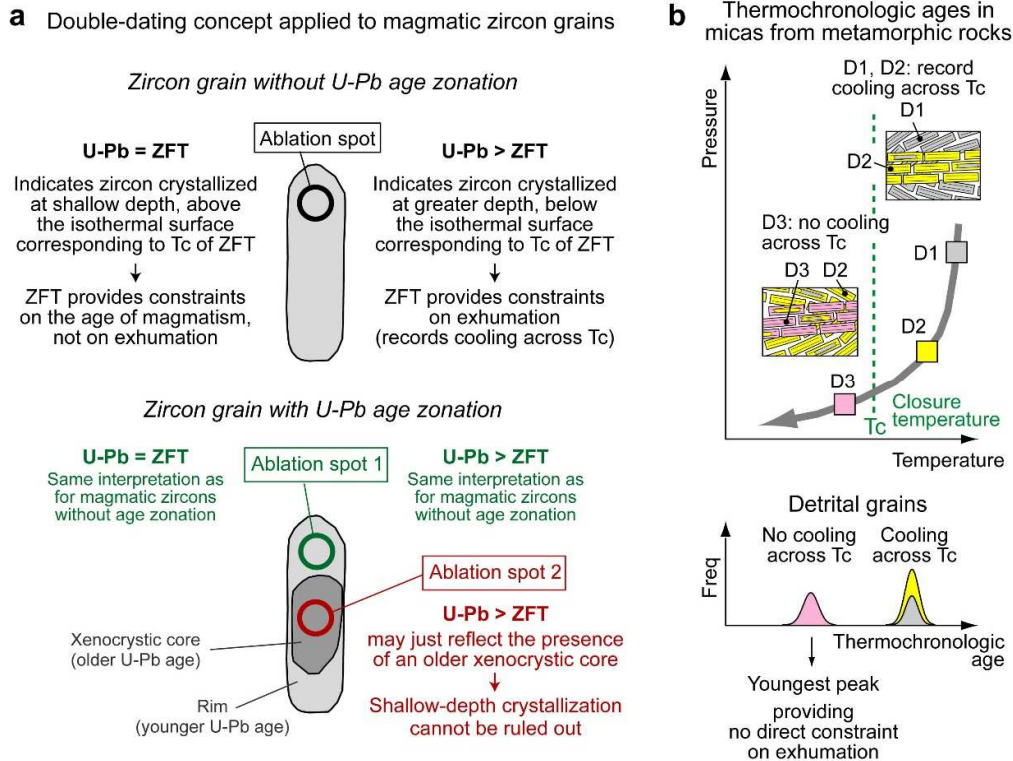 a Double-dating concept applied to magmatic zircon grains
Zircon grain without U-Pb age zonation
Ablation spot
U-Pb = ZFT
Indicates zircon crystallized
at shallow depth, above
the isothermal surface
corresponding to Tc of ZFT
ZFT provides constraints
on the age of magmatism,
not on exhumation
U-Pb > ZFT
Indicates zircon crystallized
at greater depth, below
the isothermal surface
corresponding to Tc of ZFT
ZFT provides constraints
on exhumation
(records cooling across Tc)
Zircon grain with U-Pb age zonation
U-Pb = ZFT
Same interpretation as
for magmatic zircons
without age zonation
Ablation spot 1
U-Pb > ZFT
Same interpretation as
for magmatic zircons
without age zonation
Ablation spot 2
U-Pb > ZFT
may just reflect the presence
of an older xenocrystic core
Shallow-depth crystallization
cannot be ruled out
Xenocrystic core
(older U-Pb age)
Rim
(younger U-Pb age)
b Thermochronologic ages in
micas from metamorphic rocks
Pressure
D1, D2: record
cooling across Tc
D1
D2
D3: no cooling
across Tc
D3 D2
D1
D2
D3
Closure
temperature
Tc
Temperature
Detrital grains
No cooling
across Tc
Cooling
across Tc
Freq
Thermochronologic
age
Youngest peak
providing
no direct constraint
on exhumation